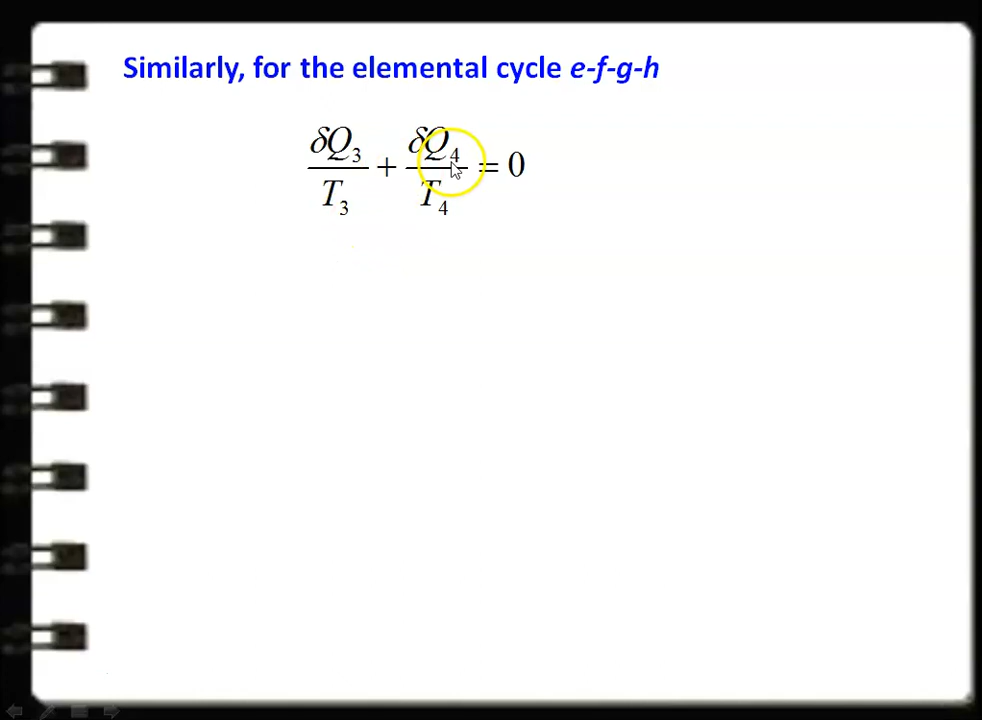 Similarly, for the elemental cycle e-f-g-h
δQ₃/T₃ + δQ₄/T₄ = 0